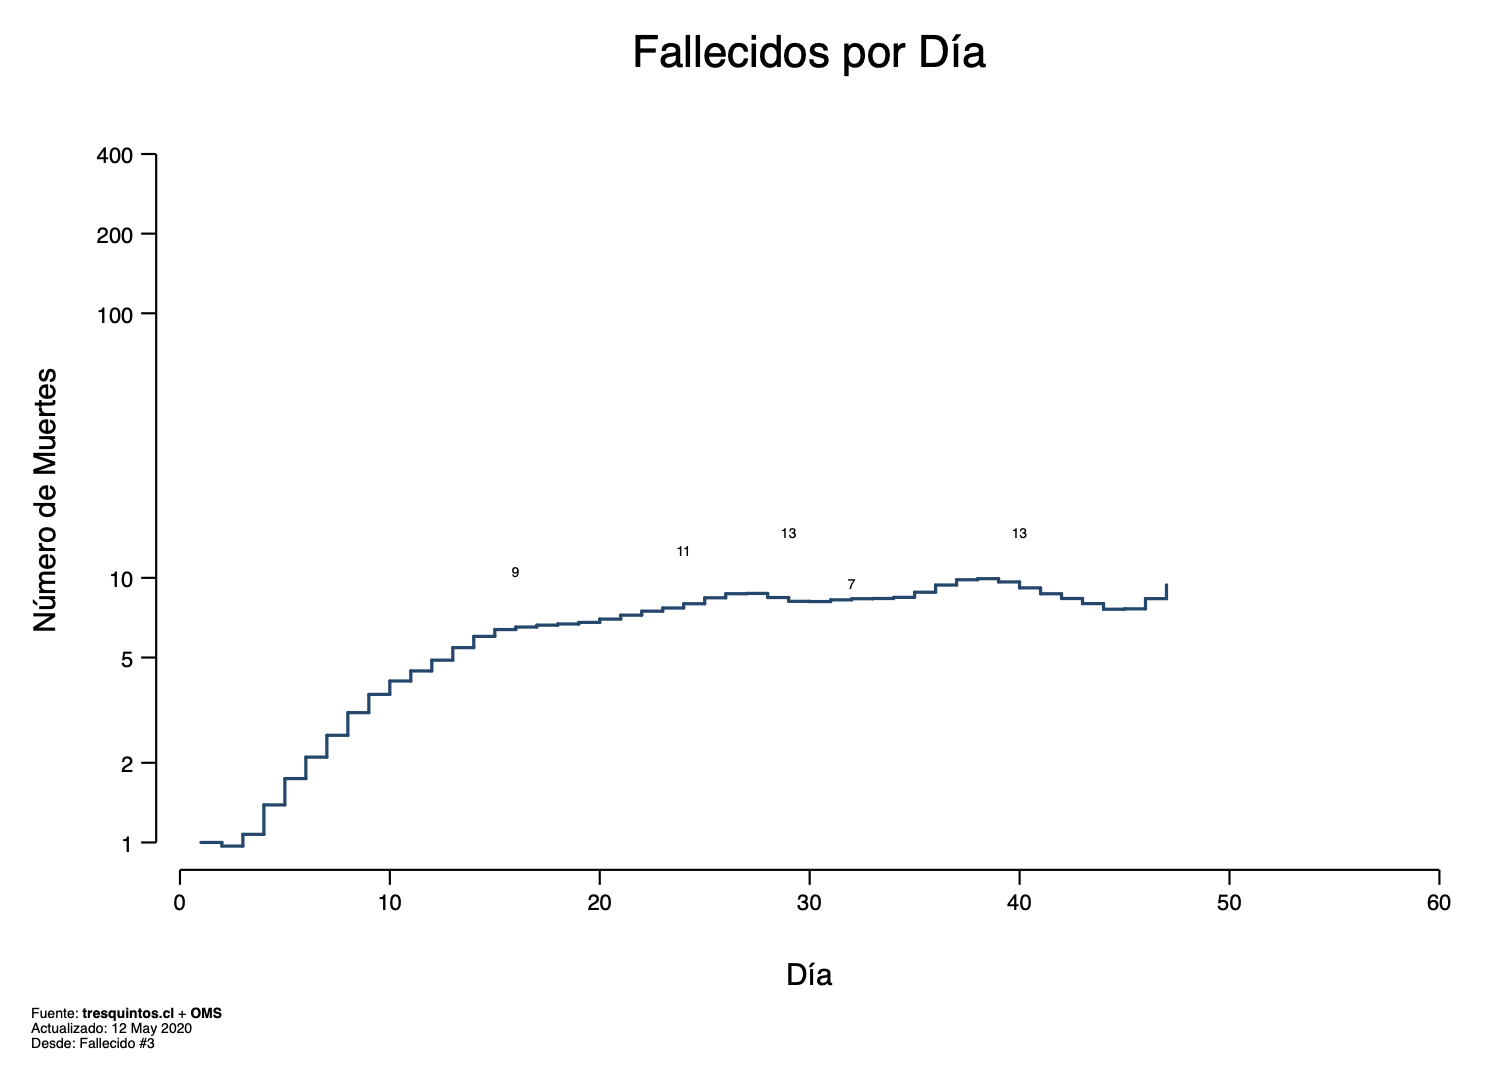 Fallecidos por Día
Número de Muertes
400
200
100
10
5
2
1
9
11
13
7
13
0 10 20 30 40 50 60
Día
Fuente: tresquintos.cl + OMS
Actualizado: 12 May 2020
Desde: Fallecido #3